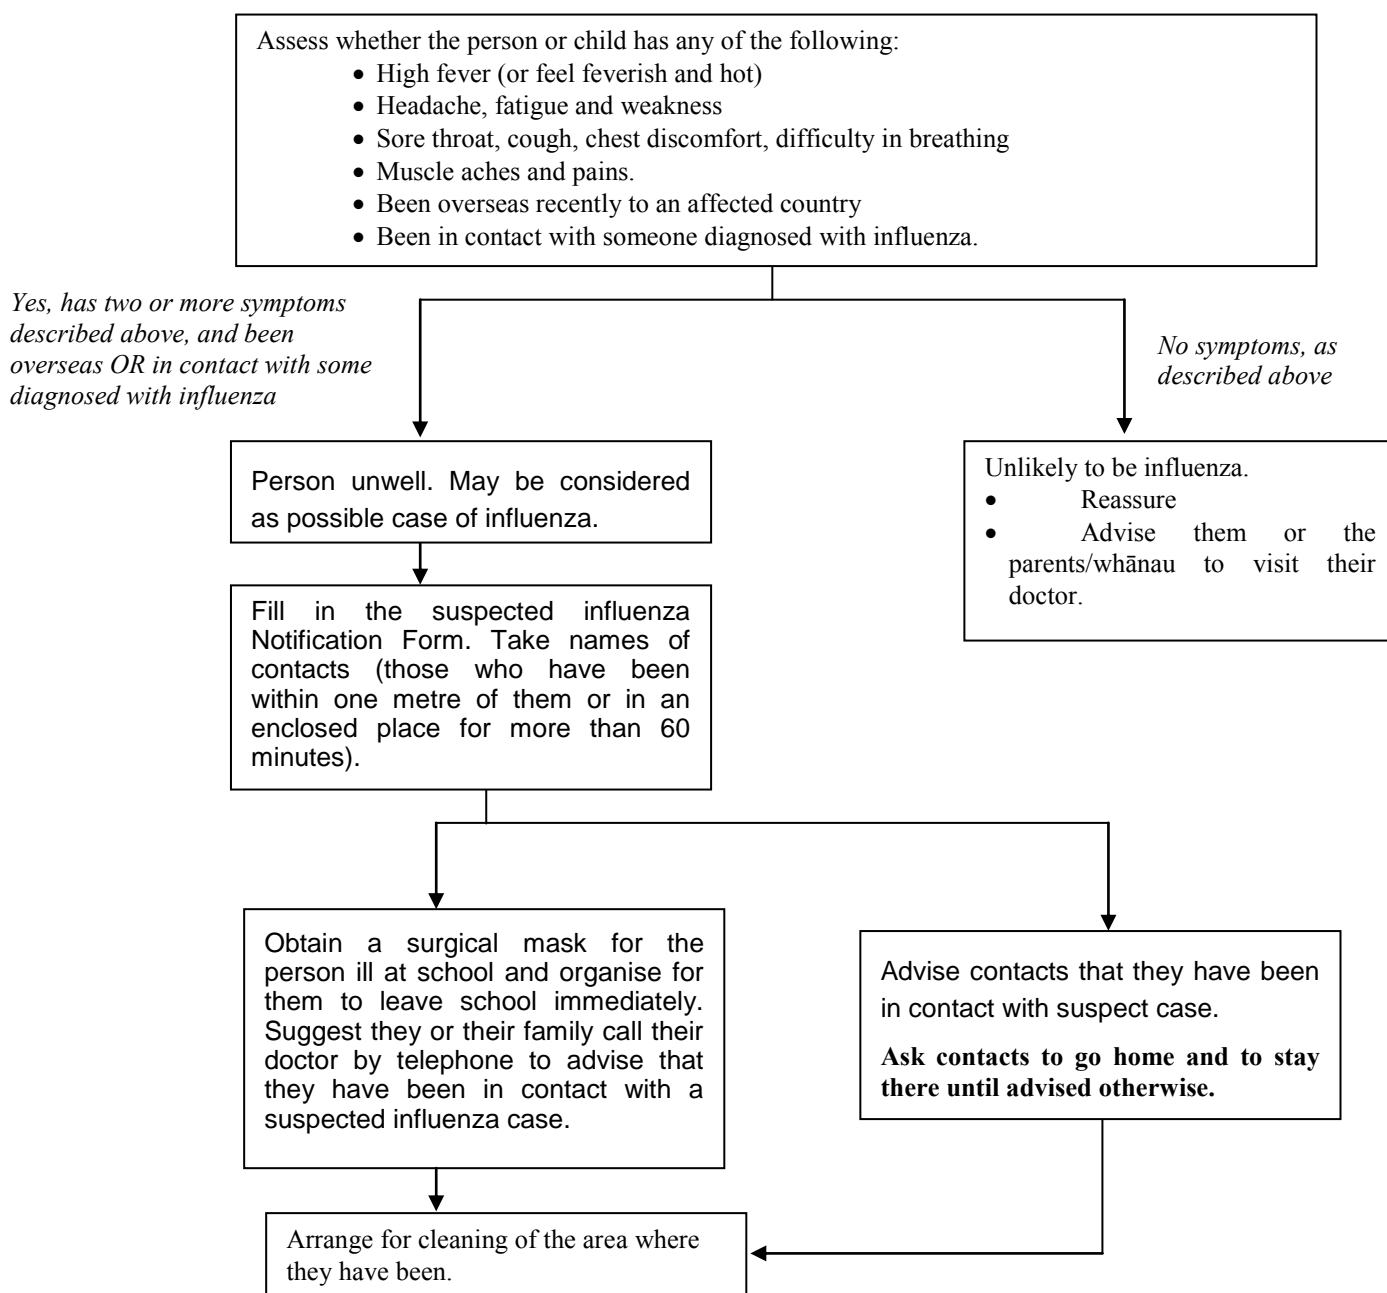 Assess whether the person or child has any of the following:
• High fever (or feel feverish and hot)
• Headache, fatigue and weakness
• Sore throat, cough, chest discomfort, difficulty in breathing
• Muscle aches and pains.
• Been overseas recently to an affected country
• Been in contact with someone diagnosed with influenza.
Yes, has two or more symptoms
described above, and been
overseas OR in contact with some
diagnosed with influenza
No symptoms, as
described above
Person unwell. May be considered
as possible case of influenza.
Unlikely to be influenza.
• Reassure
• Advise them or the
parents/whānau to visit their
doctor.
Fill in the suspected influenza
Notification Form. Take names of
contacts (those who have been
within one metre of them or in an
enclosed place for more than 60
minutes).
Obtain a surgical mask for the
person ill at school and organise for
them to leave school immediately.
Suggest they or their family call their
doctor by telephone to advise that
they have been in contact with a
suspected influenza case.
Advise contacts that they have been
in contact with suspect case.
Ask contacts to go home and to stay
there until advised otherwise.
Arrange for cleaning of the area where
they have been.